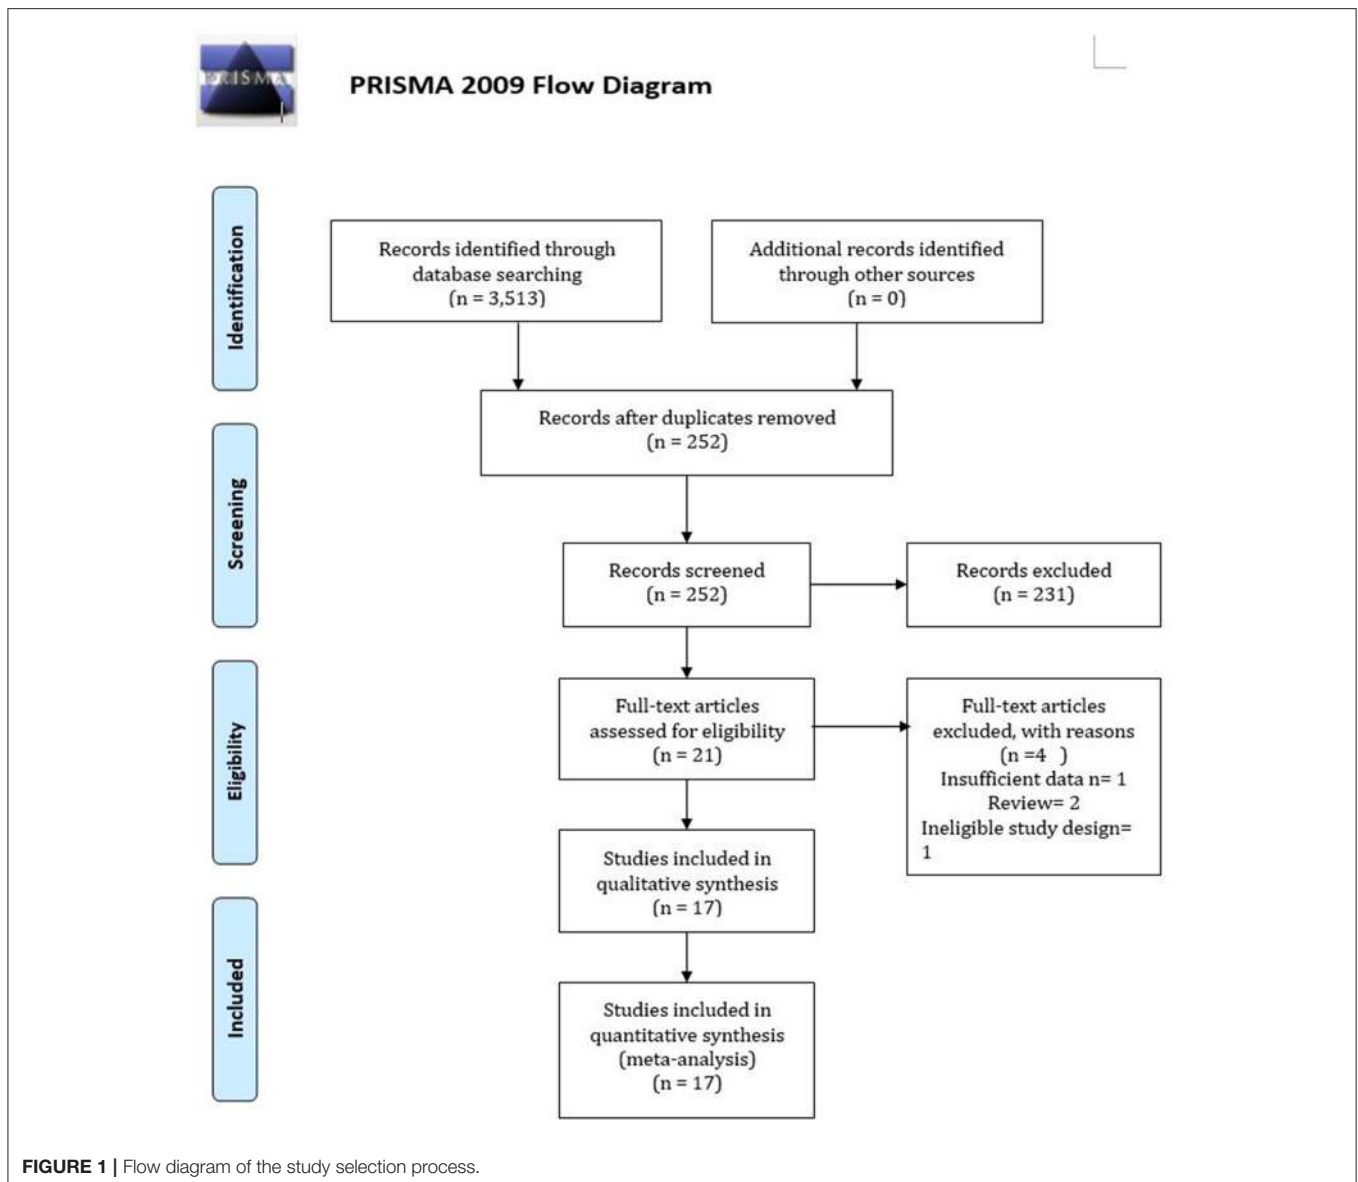 PRISMA
PRISMA 2009 Flow Diagram
Identification
Records identified through
database searching
(n = 3,513)
Additional records identified
through other sources
(n = 0)
Records after duplicates removed
(n = 252)
Screening
Records screened
(n = 252)
Records excluded
(n = 231)
Eligibility
Full-text articles
assessed for eligibility
(n = 21)
Full-text articles
excluded, with reasons
(n =4   )
Insufficient data n= 1
Review= 2
Ineligible study design=
1
Studies included in
qualitative synthesis
(n = 17)
Included
Studies included in
quantitative synthesis
(meta-analysis)
(n = 17)
FIGURE 1 | Flow diagram of the study selection process.